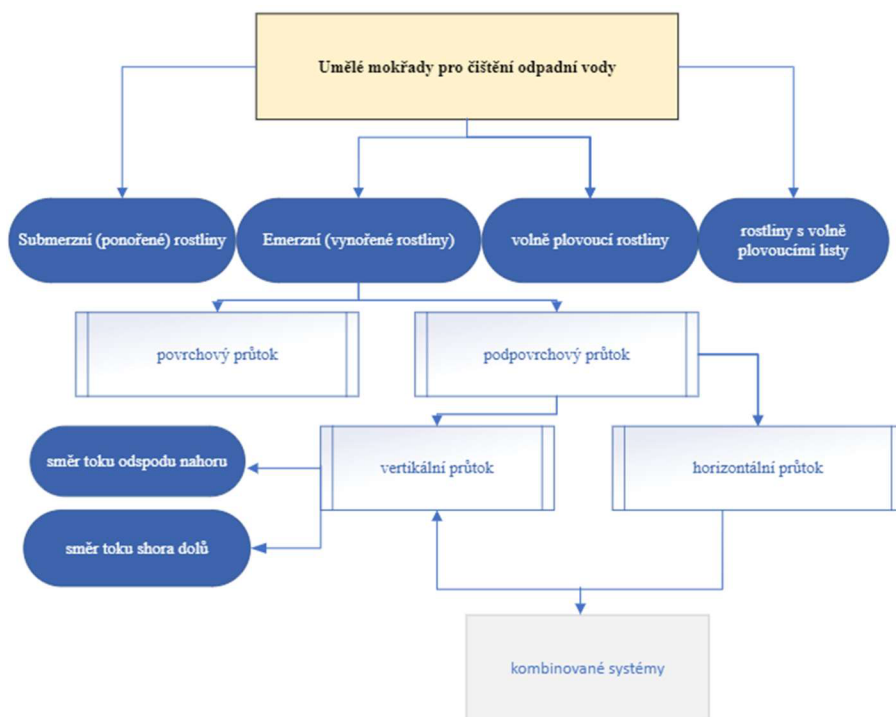 Umělé mokřady pro čištění odpadní vody
Submerzní (ponořené) rostliny
Emerzní (vynořené rostliny)
volně plovoucí rostliny
rostliny s volně
plovoucími listy
povrchový průtok
podpovrchový průtok
směr toku odspodu nahoru
vertikální průtok
horizontální průtok
směr toku shora dolů
kombinované systémy